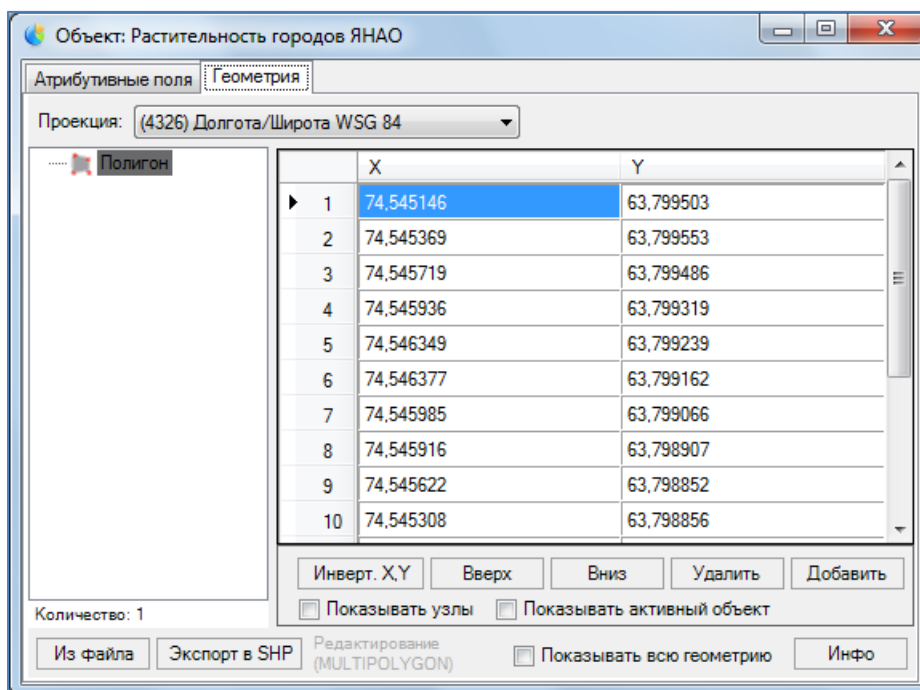 Объект: Растительность городов ЯНАО
Атрибутивные поля Геометрия
Проекция: (4326) Долгота/Широта WSG 84
Полигон
X Y
1 74,545146 63,799503
2 74,545369 63,799553
3 74,545719 63,799486
4 74,545936 63,799319
5 74,546349 63,799239
6 74,546377 63,799162
7 74,545985 63,799066
8 74,545916 63,798907
9 74,545622 63,798852
10 74,545308 63,798856
Инверт. X,Y Вверх Вниз Удалить Добавить
Количество: 1
Показывать узлы Показывать активный объект
Из файла Экспорт в SHP Редактирование (MULTIPOLYGON) Показывать всю геометрию Инфо